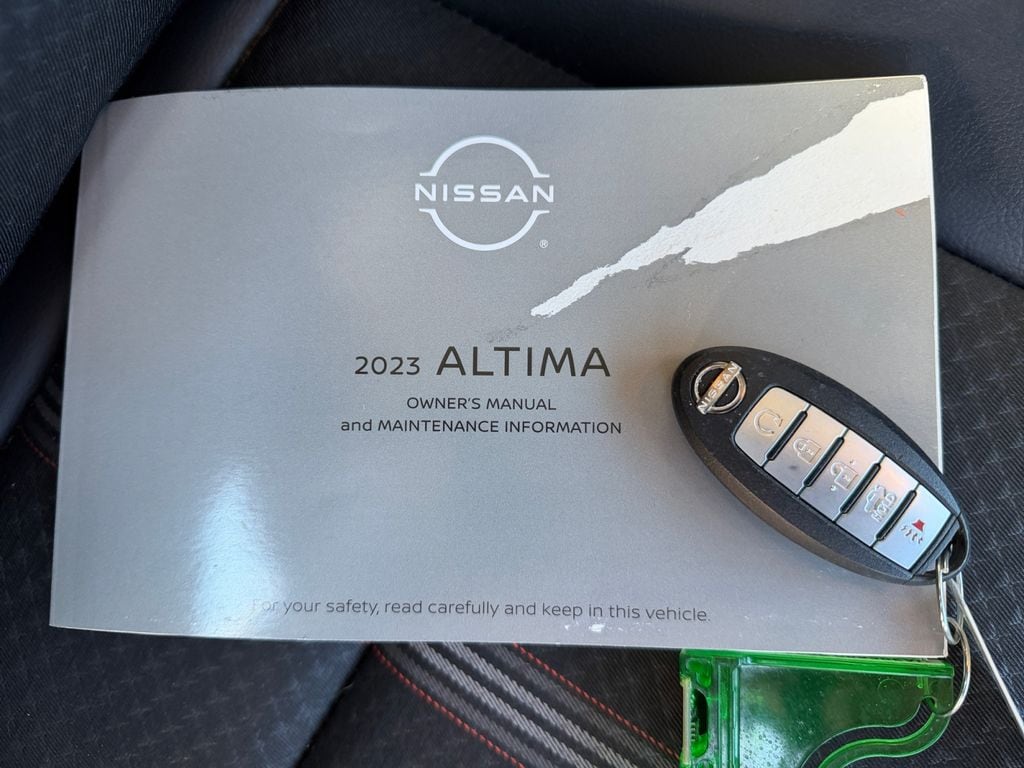 NISSAN
®
2023 ALTIMA
OWNER'S MANUAL
and MAINTENANCE INFORMATION
NISSAN
HOLD
For your safety, read carefully and keep in this vehicle.